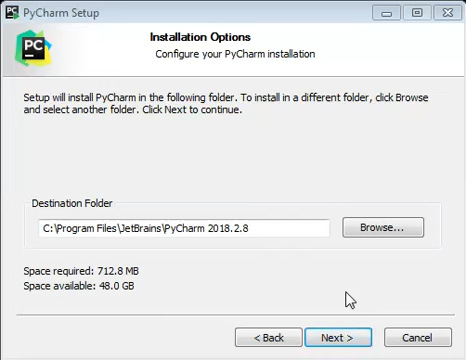 PyCharm Setup
PC
Installation Options
Configure your PyCharm installation
Setup will install PyCharm in the following folder. To install in a different folder, click Browse
and select another folder. Click Next to continue.
Destination Folder
C:\Program Files\JetBrains\PyCharm 2018.2.8
Browse...
Space required: 712.8 MB
Space available: 48.0 GB
< Back
Next >
Cancel